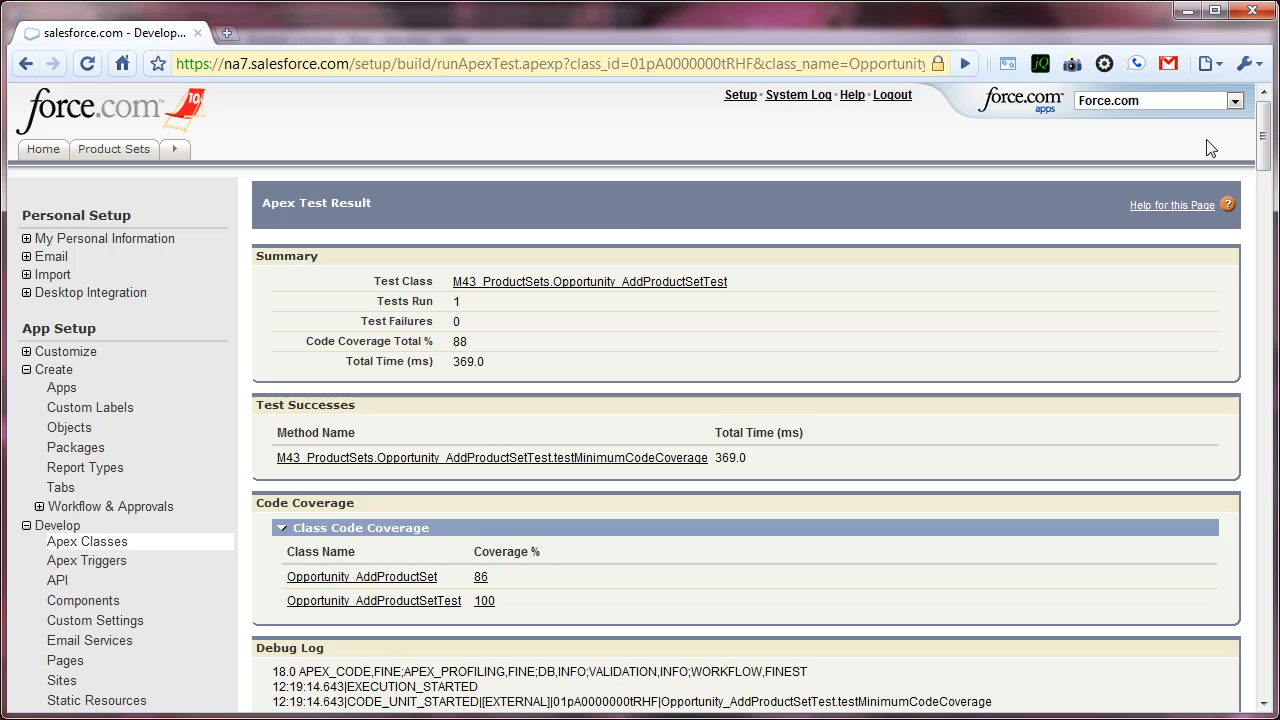 salesforce.com - Develop...
https://na7.salesforce.com/setup/build/runApexTest.apexp?class_id=01pA0000000tRHF&class_name=Opportunity
force.com 10
Setup · System Log · Help · Logout
force.com apps
Force.com
Home Product Sets
Personal Setup
My Personal Information
Email
Import
Desktop Integration
App Setup
Customize
Create
Apps
Custom Labels
Objects
Packages
Report Types
Tabs
Workflow & Approvals
Develop
Apex Classes
Apex Triggers
API
Components
Custom Settings
Email Services
Pages
Sites
Static Resources
Apex Test Result
Help for this Page ?
Summary
Test Class M43_ProductSets.Opportunity_AddProductSetTest
Tests Run 1
Test Failures 0
Code Coverage Total % 88
Total Time (ms) 369.0
Test Successes
Method Name Total Time (ms)
M43_ProductSets.Opportunity_AddProductSetTest.testMinimumCodeCoverage 369.0
Code Coverage
Class Code Coverage
Class Name Coverage %
Opportunity_AddProductSet 86
Opportunity_AddProductSetTest 100
Debug Log
18.0 APEX_CODE,FINE;APEX_PROFILING,FINE;DB,INFO;VALIDATION,INFO;WORKFLOW,FINEST
12:19:14.643|EXECUTION_STARTED
12:19:14.643|CODE_UNIT_STARTED|[EXTERNAL]|01pA0000000tRHF|Opportunity_AddProductSetTest.testMinimumCodeCoverage